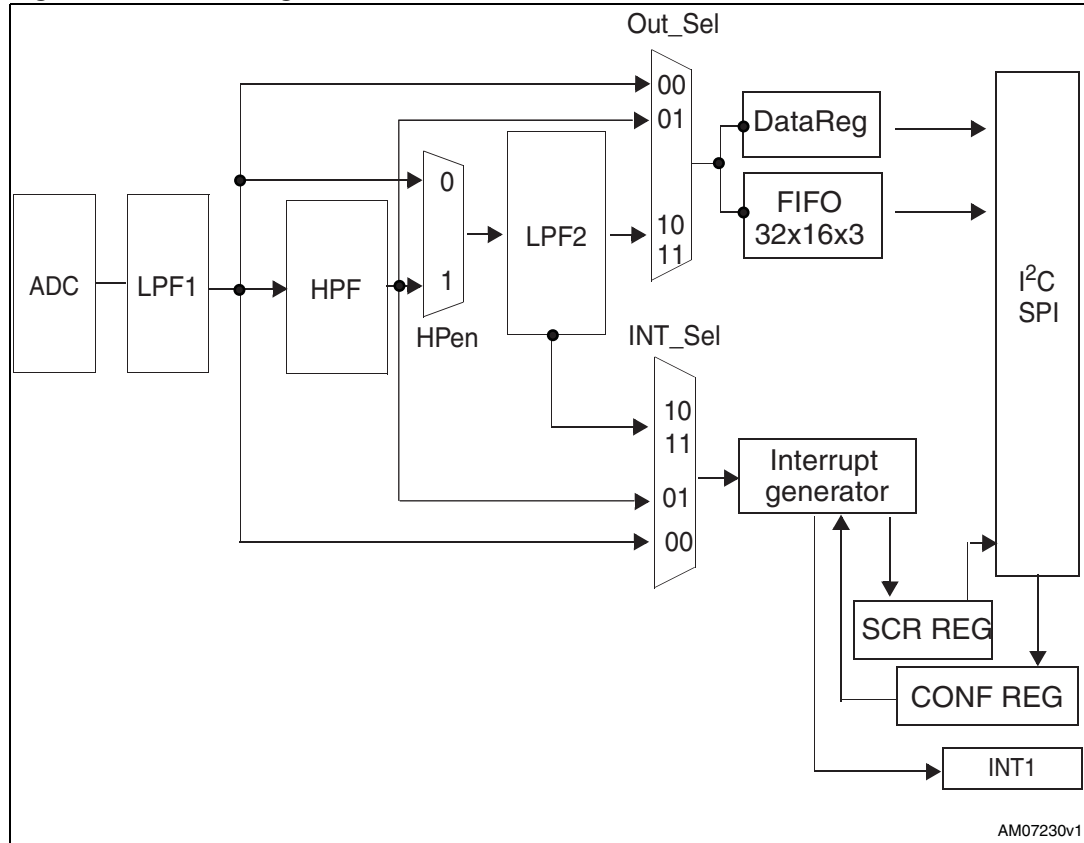 Out_Sel
00
01
10
11
DataReg
FIFO
32x16x3
I²C
SPI
ADC
LPF1
HPF
0
1
HPen
LPF2
INT_Sel
10
11
01
00
Interrupt
generator
SCR REG
CONF REG
INT1
AM07230v1